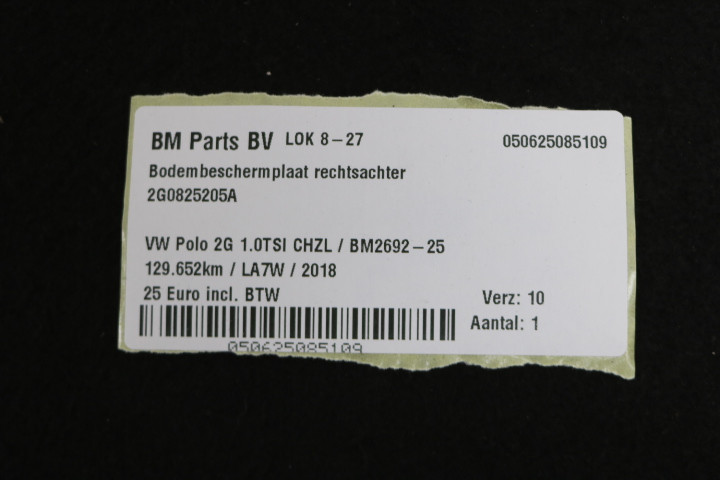 BM Parts BV LOK 8-27 050625085109
Bodembeschermplaat rechtsachter
2G0825205A
VW Polo 2G 1.0TSI CHZL / BM2692-25
129.652km / LA7W / 2018
25 Euro incl. BTW Verz: 10
Aantal: 1
050625085109